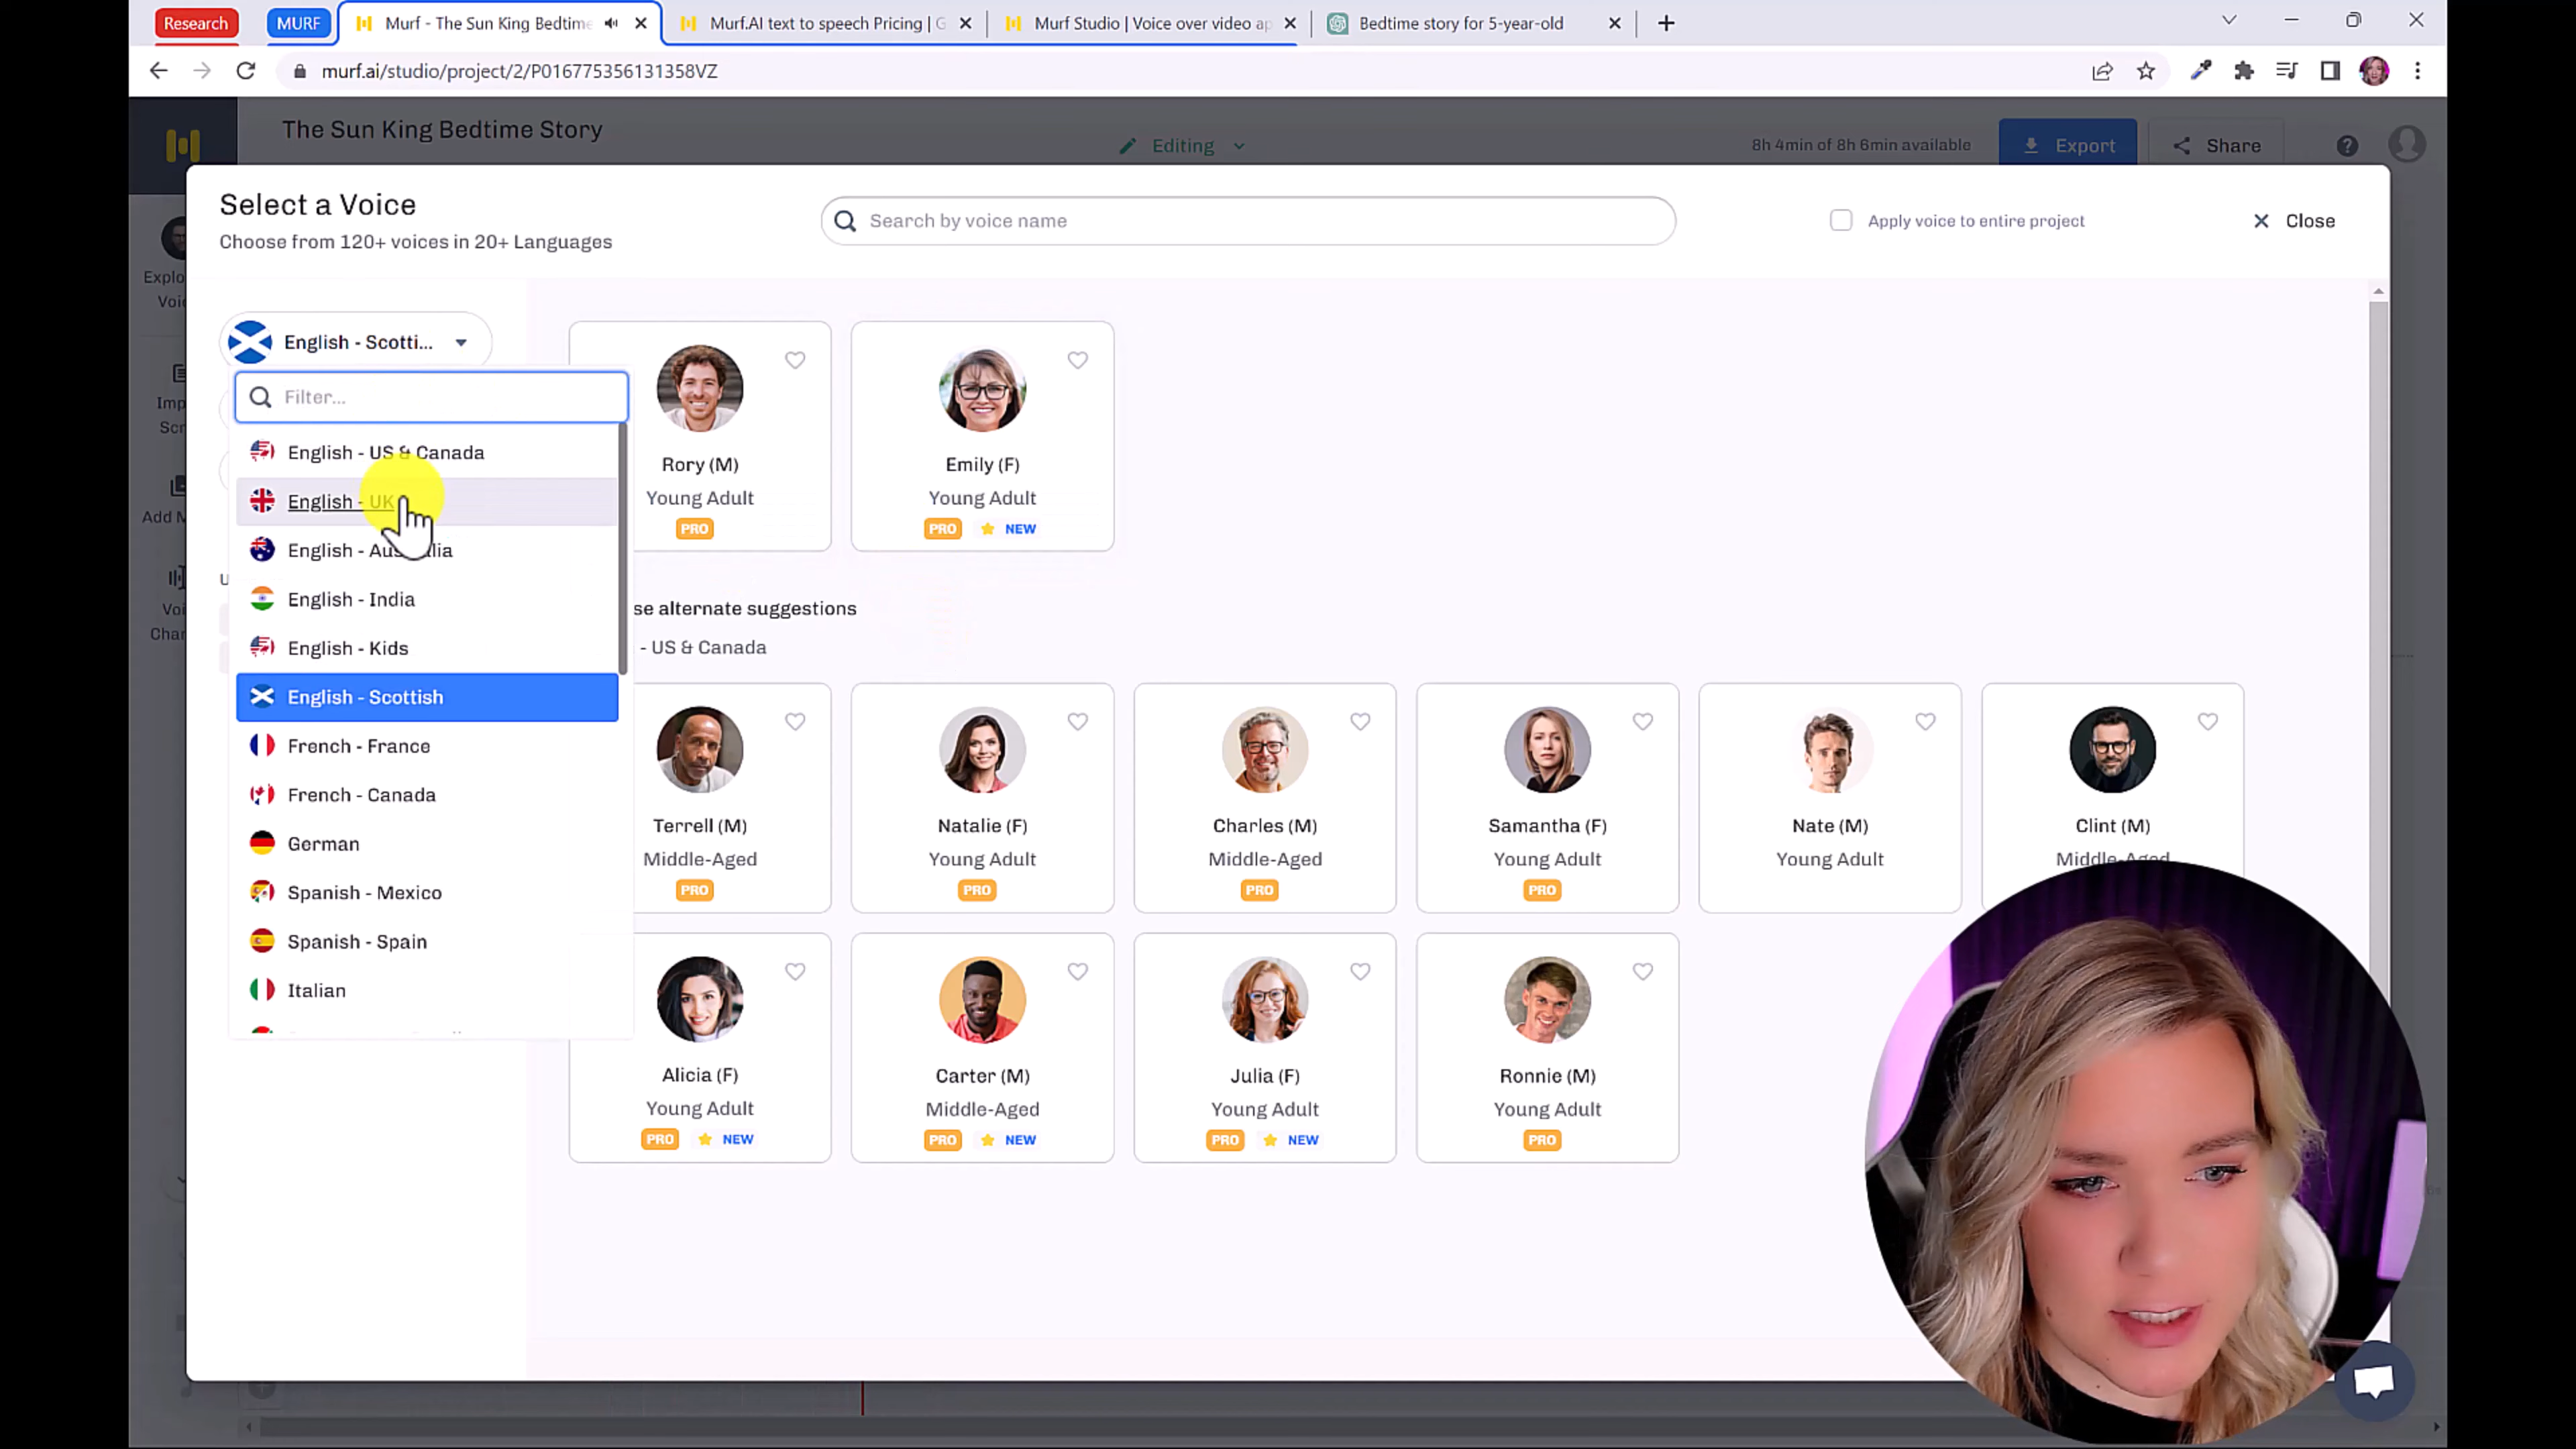 Research
MURF
Murf - The Sun King Bedtime
Murf.AI text to speech Pricing | G
Murf Studio | Voice over video ap
Bedtime story for 5-year-old
murf.ai/studio/project/2/P016775356131358VZ
The Sun King Bedtime Story
Editing
8h 4min of 8h 6min available
Export
Share
Select a Voice
Choose from 120+ voices in 20+ Languages
Search by voice name
Apply voice to entire project
Close
English - Scotti...
Filter...
English - US & Canada
English - UK
English - Australia
English - India
English - Kids
English - Scottish
French - France
French - Canada
German
Spanish - Mexico
Spanish - Spain
Italian
Rory (M)
Young Adult
PRO
Emily (F)
Young Adult
PRO NEW
se alternate suggestions
- US & Canada
Terrell (M)
Middle-Aged
PRO
Natalie (F)
Young Adult
PRO
Charles (M)
Middle-Aged
PRO
Samantha (F)
Young Adult
PRO
Nate (M)
Young Adult
Clint (M)
Middle-Aged
Alicia (F)
Young Adult
PRO NEW
Carter (M)
Middle-Aged
PRO NEW
Julia (F)
Young Adult
PRO NEW
Ronnie (M)
Young Adult
PRO
Explo
Voi
Imp
Scr
Add M
Voi
Chan